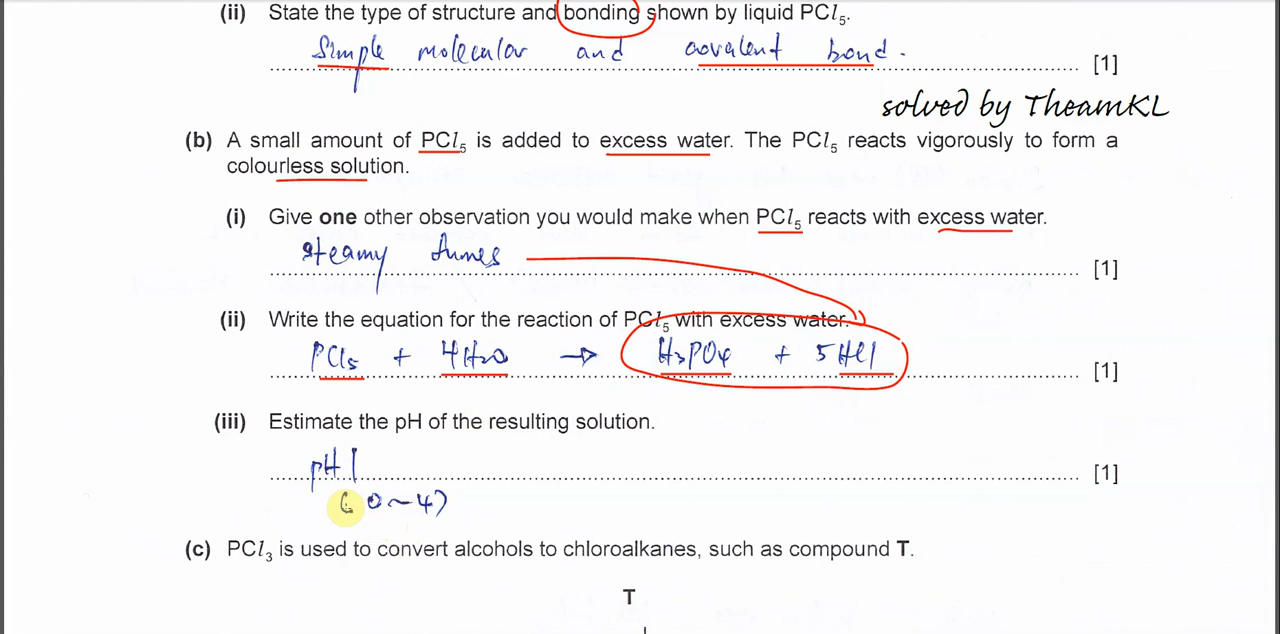 (ii) State the type of structure and bonding shown by liquid PCl5.
Simple molecular and covalent bond.
[1]
solved by TheamKL
(b) A small amount of PCl5 is added to excess water. The PCl5 reacts vigorously to form a
colourless solution.
(i) Give one other observation you would make when PCl5 reacts with excess water.
steamy fumes
[1]
(ii) Write the equation for the reaction of PCl5 with excess water.
PCl5 + 4H2O → H3PO4 + 5HCl
[1]
(iii) Estimate the pH of the resulting solution.
pH 1
[1]
(0~4)
(c) PCl3 is used to convert alcohols to chloroalkanes, such as compound T.
T